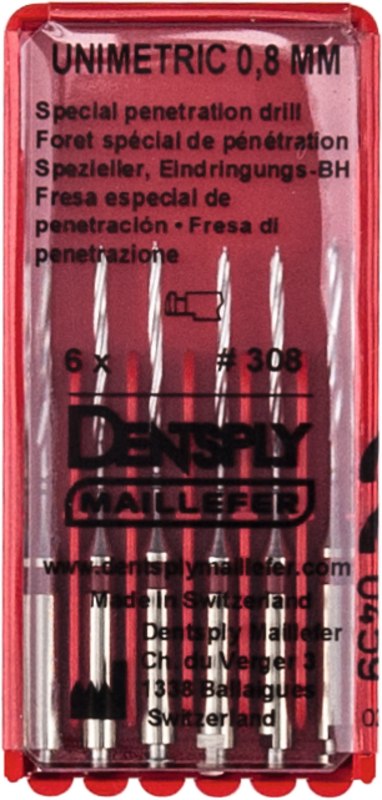 UNIMETRIC 0,8 MM
Special penetration drill
Foret spécial de pénétration
Spezieller, Eindringungs-BH
Fresa especial de
penetración • Fresa di
penetrazione
6 x # 308
DENTSPLY
MAILLEFER
www.dentsplymaillefer.com
Made in Switzerland
Dentsply Maillefer
Ch. du Verger 3
1338 Ballaigues
Switzerland
0459